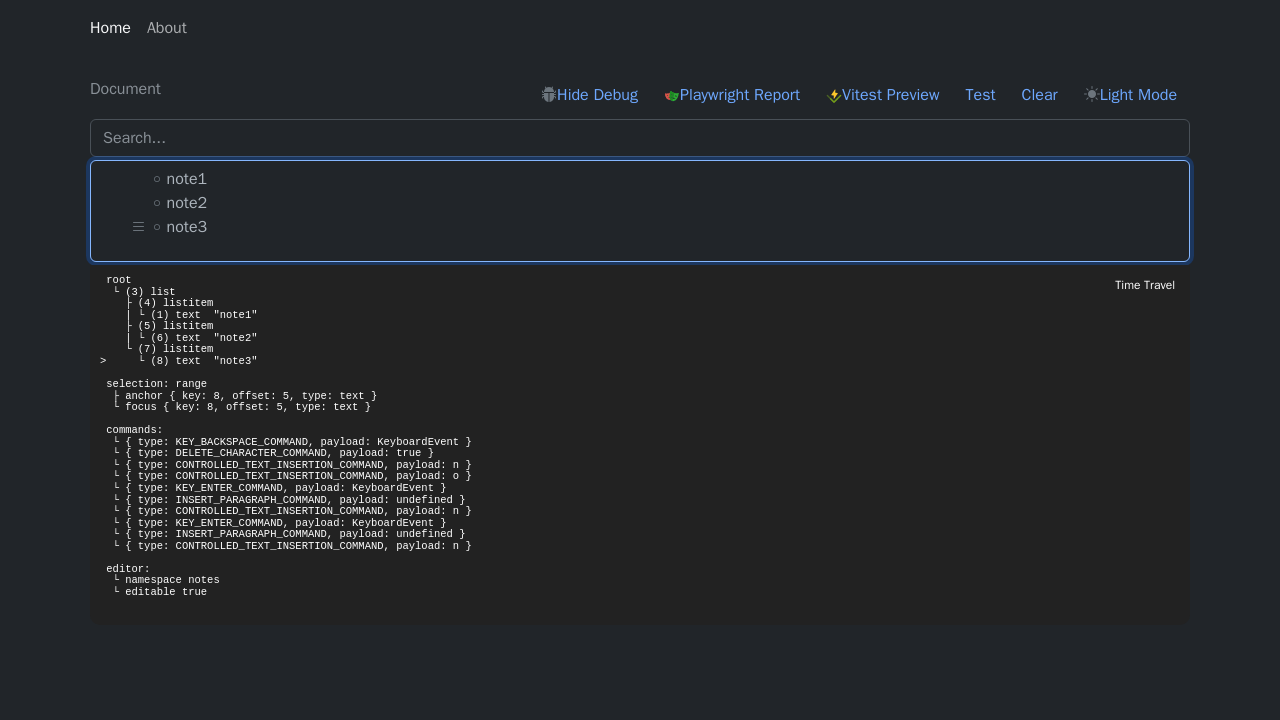 Home About
Document Hide Debug Playwright Report Vitest Preview Test Clear Light Mode
Search...
note1
note2
note3
Time Travel
root
└ (3) list
├ (4) listitem
| └ (1) text "note1"
├ (5) listitem
| └ (6) text "note2"
└ (7) listitem
> └ (8) text "note3"
selection: range
├ anchor { key: 8, offset: 5, type: text }
└ focus { key: 8, offset: 5, type: text }
commands:
└ { type: KEY_BACKSPACE_COMMAND, payload: KeyboardEvent }
└ { type: DELETE_CHARACTER_COMMAND, payload: true }
└ { type: CONTROLLED_TEXT_INSERTION_COMMAND, payload: n }
└ { type: CONTROLLED_TEXT_INSERTION_COMMAND, payload: o }
└ { type: KEY_ENTER_COMMAND, payload: KeyboardEvent }
└ { type: INSERT_PARAGRAPH_COMMAND, payload: undefined }
└ { type: CONTROLLED_TEXT_INSERTION_COMMAND, payload: n }
└ { type: KEY_ENTER_COMMAND, payload: KeyboardEvent }
└ { type: INSERT_PARAGRAPH_COMMAND, payload: undefined }
└ { type: CONTROLLED_TEXT_INSERTION_COMMAND, payload: n }
editor:
└ namespace notes
└ editable true